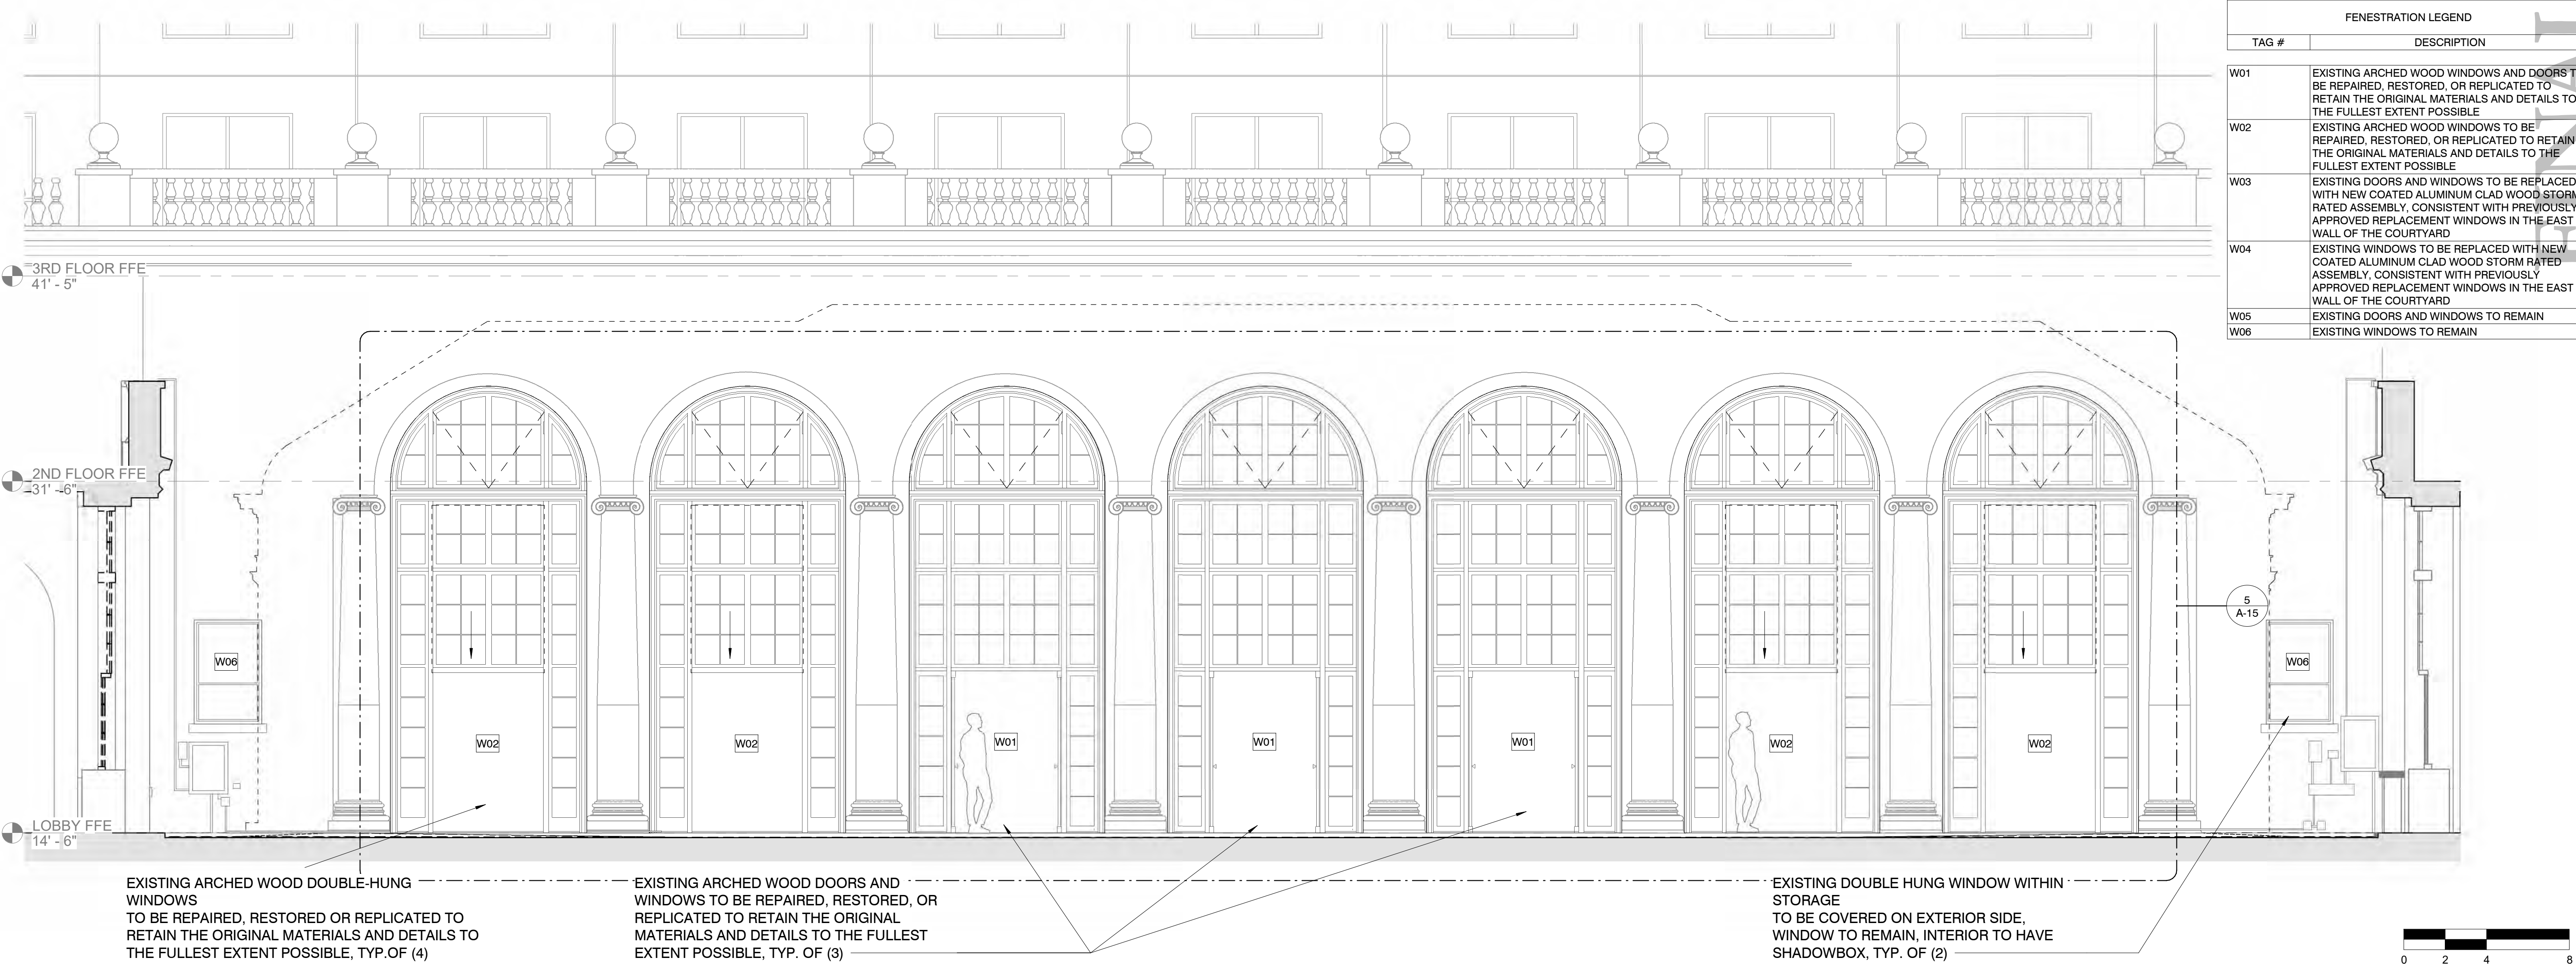 FENESTRATION LEGEND
TAG #
DESCRIPTION
W01
EXISTING ARCHED WOOD WINDOWS AND DOORS T
BE REPAIRED, RESTORED, OR REPLICATED TO
RETAIN THE ORIGINAL MATERIALS AND DETAILS TO
THE FULLEST EXTENT POSSIBLE
W02
EXISTING ARCHED WOOD WINDOWS TO BE
REPAIRED, RESTORED, OR REPLICATED TO RETAIN
THE ORIGINAL MATERIALS AND DETAILS TO THE
FULLEST EXTENT POSSIBLE
W03
EXISTING DOORS AND WINDOWS TO BE REPLACED
WITH NEW COATED ALUMINUM CLAD WOOD STORM
RATED ASSEMBLY, CONSISTENT WITH PREVIOUSLY
APPROVED REPLACEMENT WINDOWS IN THE EAST
WALL OF THE COURTYARD
W04
EXISTING WINDOWS TO BE REPLACED WITH NEW
COATED ALUMINUM CLAD WOOD STORM RATED
ASSEMBLY, CONSISTENT WITH PREVIOUSLY
APPROVED REPLACEMENT WINDOWS IN THE EAST
WALL OF THE COURTYARD
W05
EXISTING DOORS AND WINDOWS TO REMAIN
W06
EXISTING WINDOWS TO REMAIN
FINAL
3RD FLOOR FFE
41' - 5"
2ND FLOOR FFE
31' - 6"
LOBBY FFE
14' - 6"
5
A-15
W06
W06
W02
W02
W01
W01
W01
W02
W02
EXISTING ARCHED WOOD DOUBLE-HUNG
WINDOWS
TO BE REPAIRED, RESTORED OR REPLICATED TO
RETAIN THE ORIGINAL MATERIALS AND DETAILS TO
THE FULLEST EXTENT POSSIBLE, TYP.OF (4)
EXISTING ARCHED WOOD DOORS AND
WINDOWS TO BE REPAIRED, RESTORED, OR
REPLICATED TO RETAIN THE ORIGINAL
MATERIALS AND DETAILS TO THE FULLEST
EXTENT POSSIBLE, TYP. OF (3)
EXISTING DOUBLE HUNG WINDOW WITHIN
STORAGE
TO BE COVERED ON EXTERIOR SIDE,
WINDOW TO REMAIN, INTERIOR TO HAVE
SHADOWBOX, TYP. OF (2)
0 2 4 8